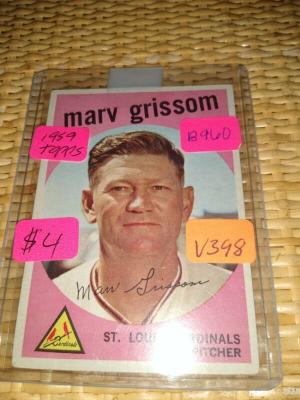 marv grissom
1959
Topps
B960
$4
V398
Marv Grissom
Cardinals
ST. LOUIS CARDINALS
PITCHER